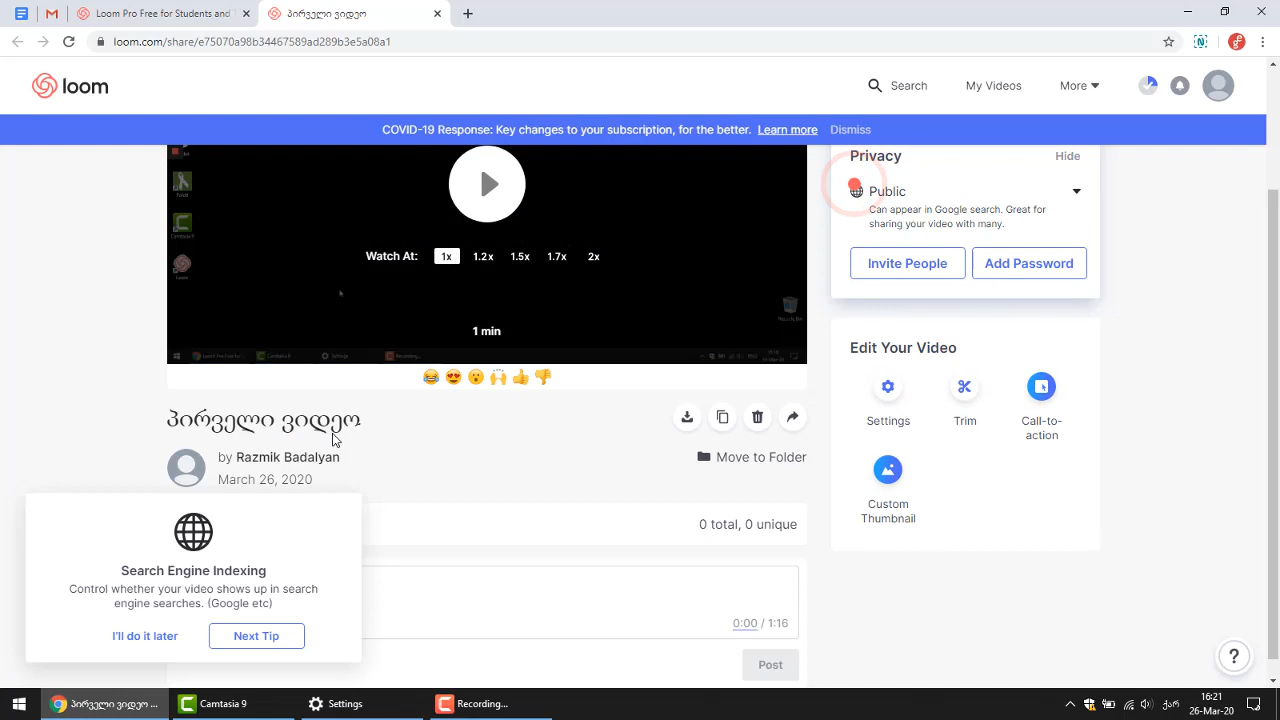 Loom Pro Free for Students and
პირველი ვიდეო
loom.com/share/e75070a98b34467589ad289b3e5a08a1
loom
Search
My Videos
More
COVID-19 Response: Key changes to your subscription, for the better. Learn more Dismiss
Privacy
Hide
Public
Can appear in Google search. Great for
sharing your video with many.
Invite People
Add Password
Camtasia 9
Loom
Watch At: 1x 1.2x 1.5x 1.7x 2x
1 min
Settings
Recording...
Edit Your Video
Settings
Trim
Call-to-
action
Custom
Thumbnail
პირველი ვიდეო
by Razmik Badalyan
March 26, 2020
Move to Folder
0 total, 0 unique
Search Engine Indexing
Control whether your video shows up in search
engine searches. (Google etc)
I'll do it later
Next Tip
0:00 / 1:16
Post
?
პირველი ვიდეო ...
Camtasia 9
Settings
Recording...
ქარ
16:21
26-Mar-20